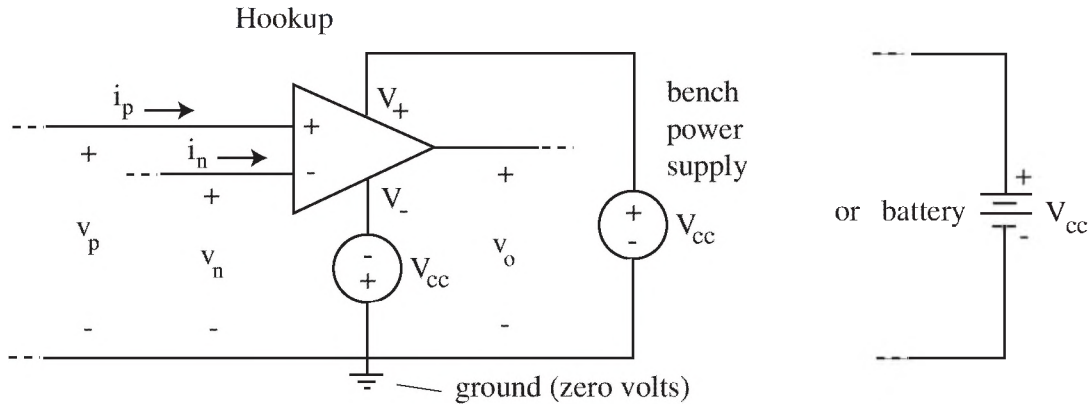 Hookup
i_p
V_+
bench
power
supply
+
i_n
-
+
+
+
V_-
or battery
+
V_cc
-
v_p
v_n
-
+
V_cc
v_o
+
-
V_cc
-
-
-
ground (zero volts)